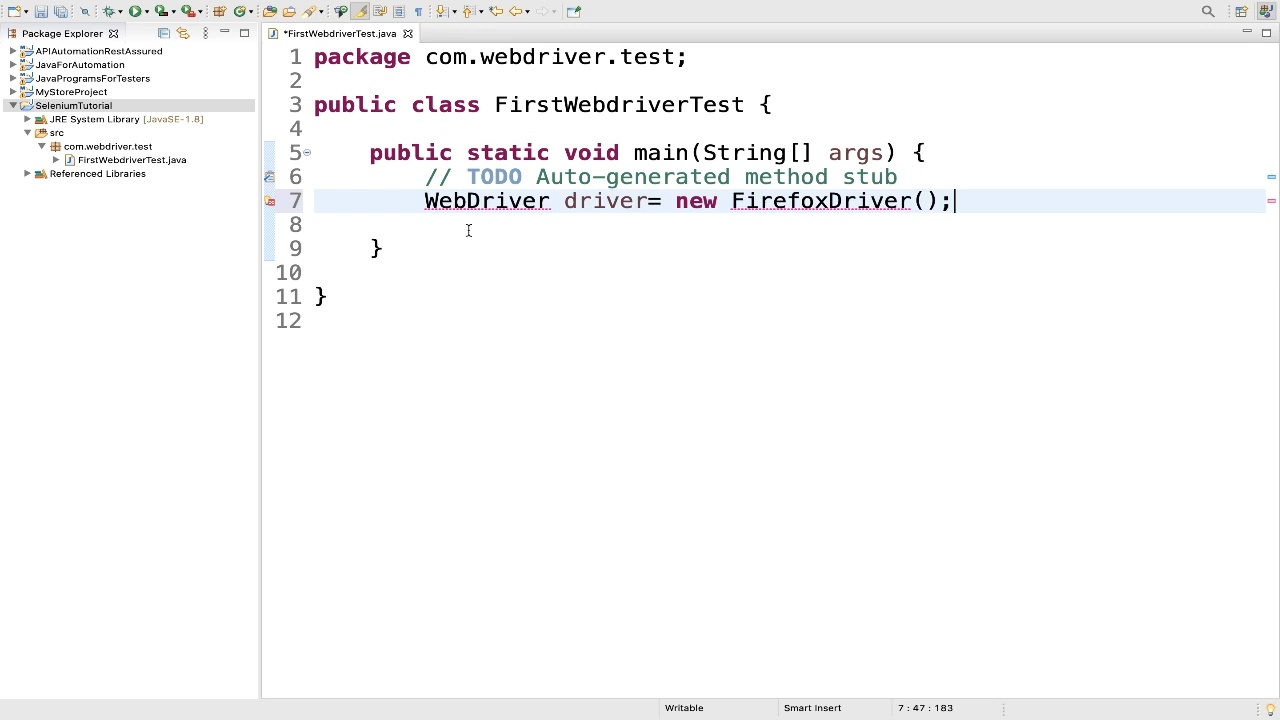 Package Explorer
*FirstWebdriverTest.java
APIAutomationRestAssured
JavaForAutomation
JavaProgramsForTesters
MyStoreProject
SeleniumTutorial
JRE System Library [JavaSE-1.8]
src
com.webdriver.test
FirstWebdriverTest.java
Referenced Libraries
1 package com.webdriver.test;
2
3 public class FirstWebdriverTest {
4
5 public static void main(String[] args) {
6 // TODO Auto-generated method stub
7 WebDriver driver= new FirefoxDriver();
8
9 }
10
11 }
12
Writable Smart Insert 7 : 47 : 183